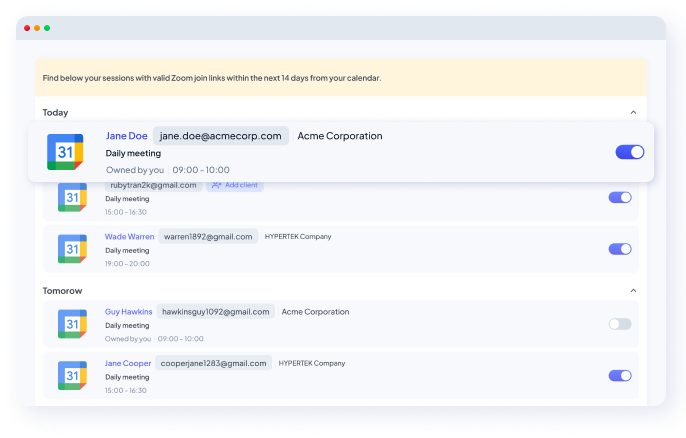 Find below your sessions with valid Zoom join links within the next 14 days from your calendar.
Today
31
Jane Doe jane.doe@acmecorp.com Acme Corporation
Daily meeting
Owned by you 09:00 - 10:00
31
rubytran2k@gmail.com Add client
Daily meeting
15:00 - 16:30
31
Wade Warren warren1892@gmail.com HYPERTEK Company
Daily meeting
19:00 - 20:00
Tomorow
31
Guy Hawkins hawkinsguy1092@gmail.com Acme Corporation
Daily meeting
Owned by you 09:00 - 10:00
31
Jane Cooper cooperjane1283@gmail.com HYPERTEK Company
Daily meeting
15:00 - 16:30